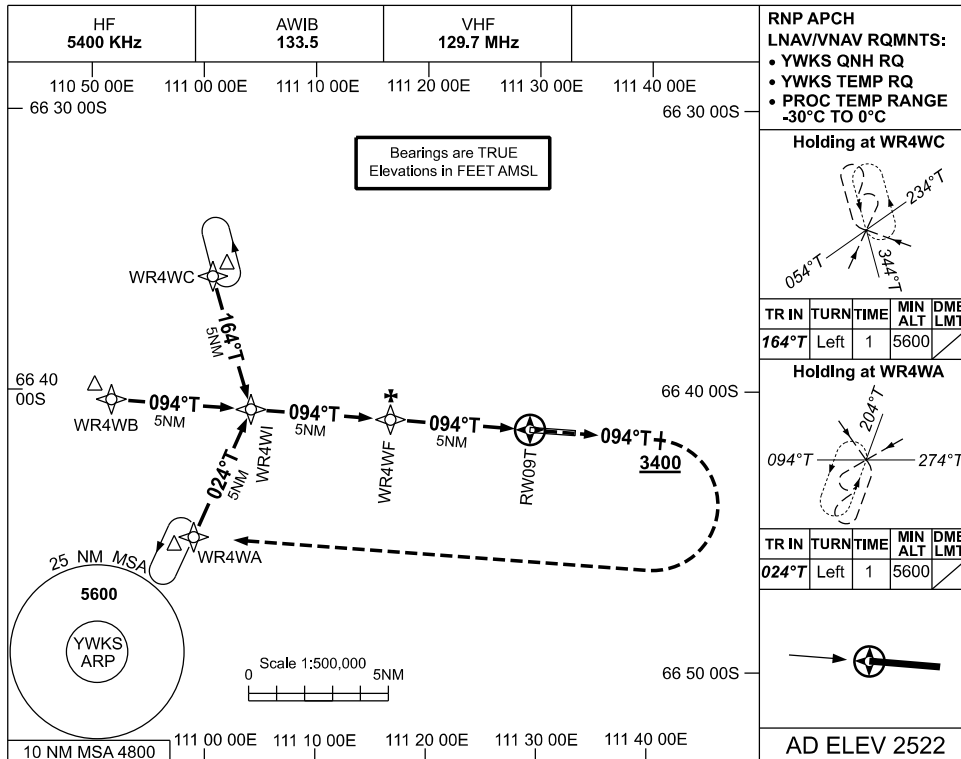 HF
5400 KHz
AWIB
133.5
VHF
129.7 MHz
RNP APCH
LNAV/VNAV RQMNTS:
• YWKS QNH RQ
• YWKS TEMP RQ
• PROC TEMP RANGE
-30°C TO 0°C
110 50 00E
111 00 00E
111 10 00E
111 20 00E
111 30 00E
111 40 00E
66 30 00S
66 30 00S
Bearings are TRUE
Elevations in FEET AMSL
WR4WC
164°T
5NM
66 40
00S
66 40 00S
WR4WB
094°T
5NM
WR4WI
094°T
5NM
WR4WF
094°T
5NM
RW09T
094°T
3400
024°T
5NM
WR4WA
25 NM MSA
5600
YWKS
ARP
10 NM MSA 4800
Scale 1:500,000
0 5NM
66 50 00S
111 00 00E
111 10 00E
111 20 00E
111 30 00E
111 40 00E
Holding at WR4WC
234°T
054°T
344°T
TR IN TURN TIME MIN ALT DME LMT
164°T Left 1 5600
Holding at WR4WA
204°T
094°T
274°T
TR IN TURN TIME MIN ALT DME LMT
024°T Left 1 5600
AD ELEV 2522